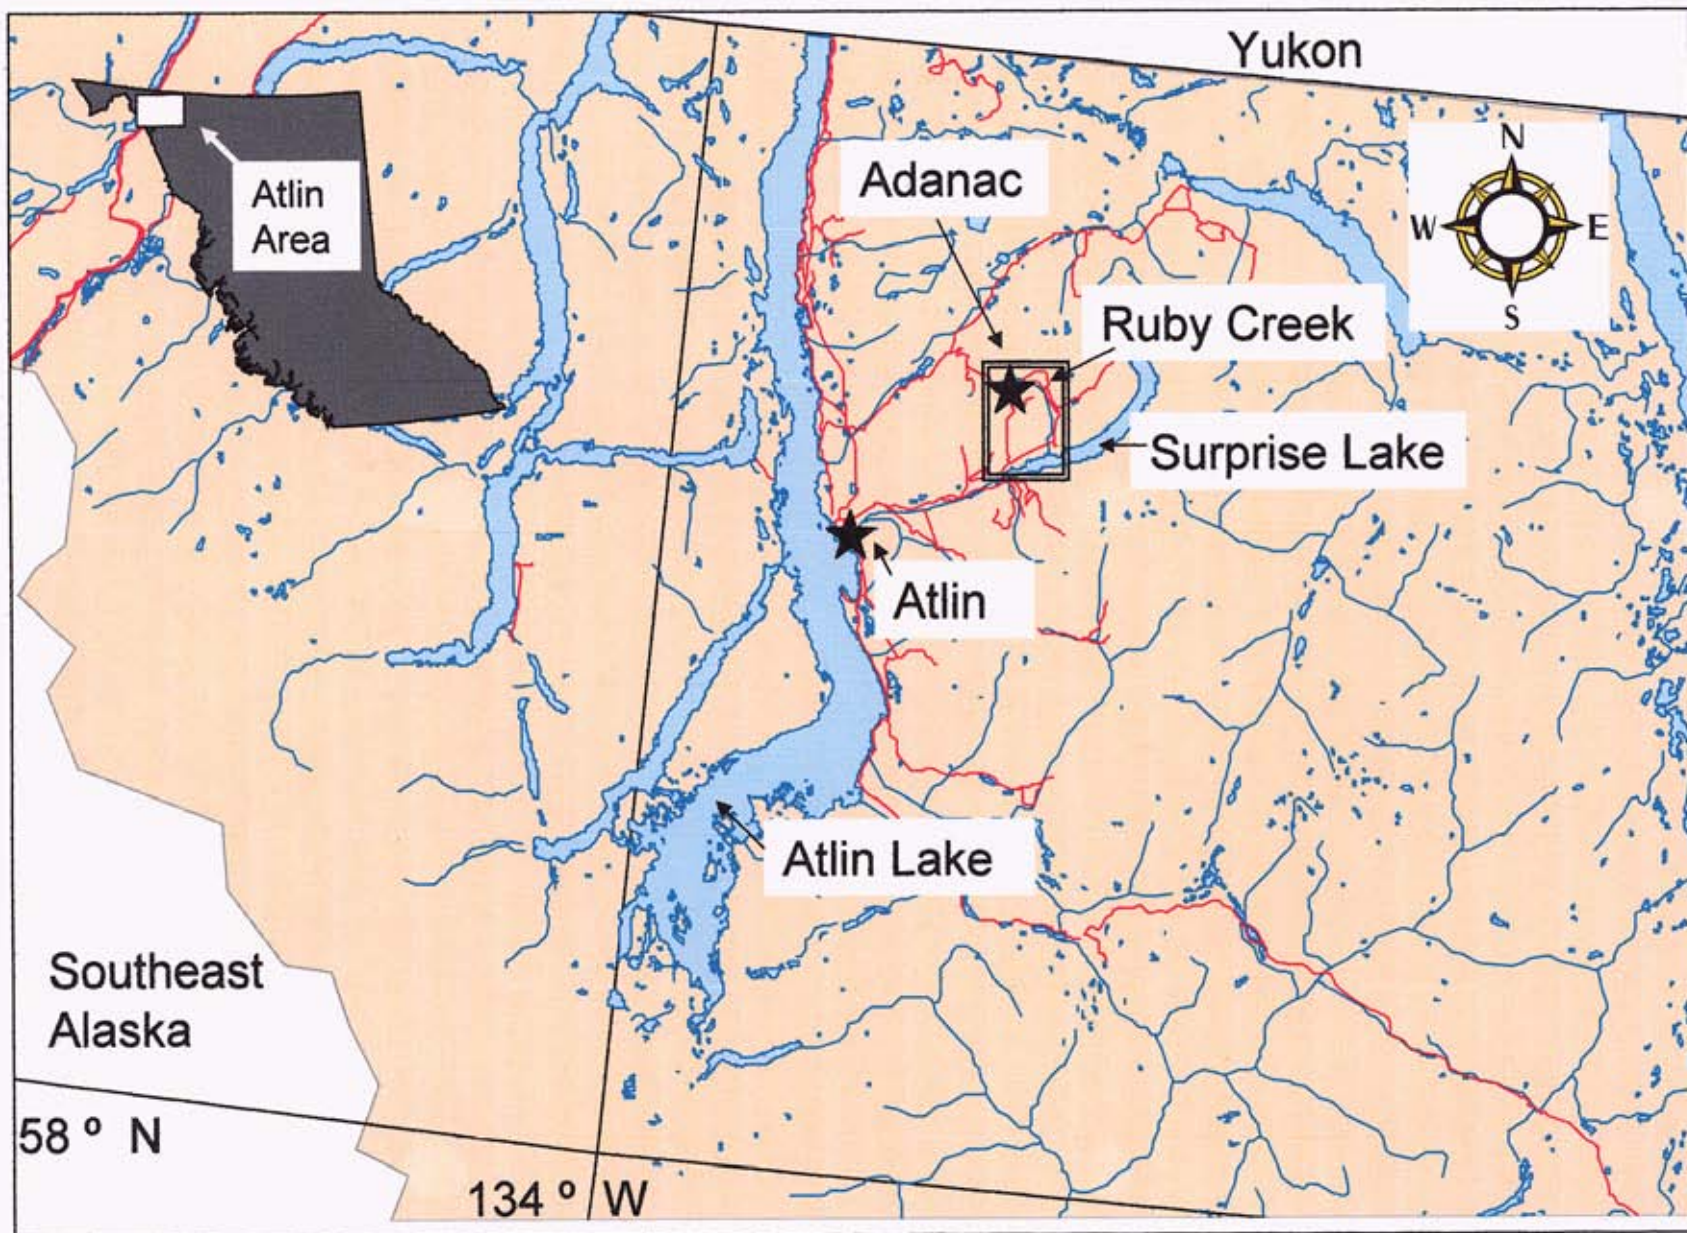 Yukon
N
W
E
S
Atlin
Area
Adanac
Ruby Creek
Surprise Lake
Atlin
Atlin Lake
Southeast
Alaska
58 º N
134 º W